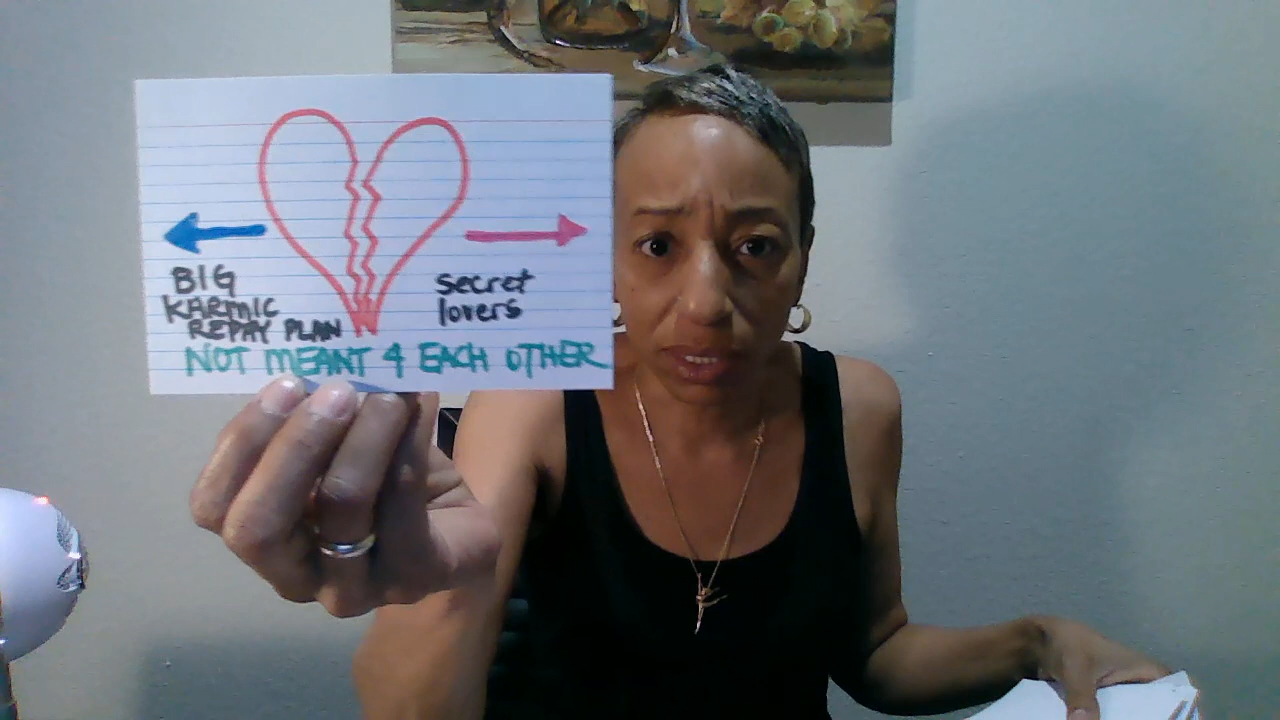 BIG
KARMIC
REPAY PLAN
secret
lovers
NOT MEANT 4 EACH OTHER